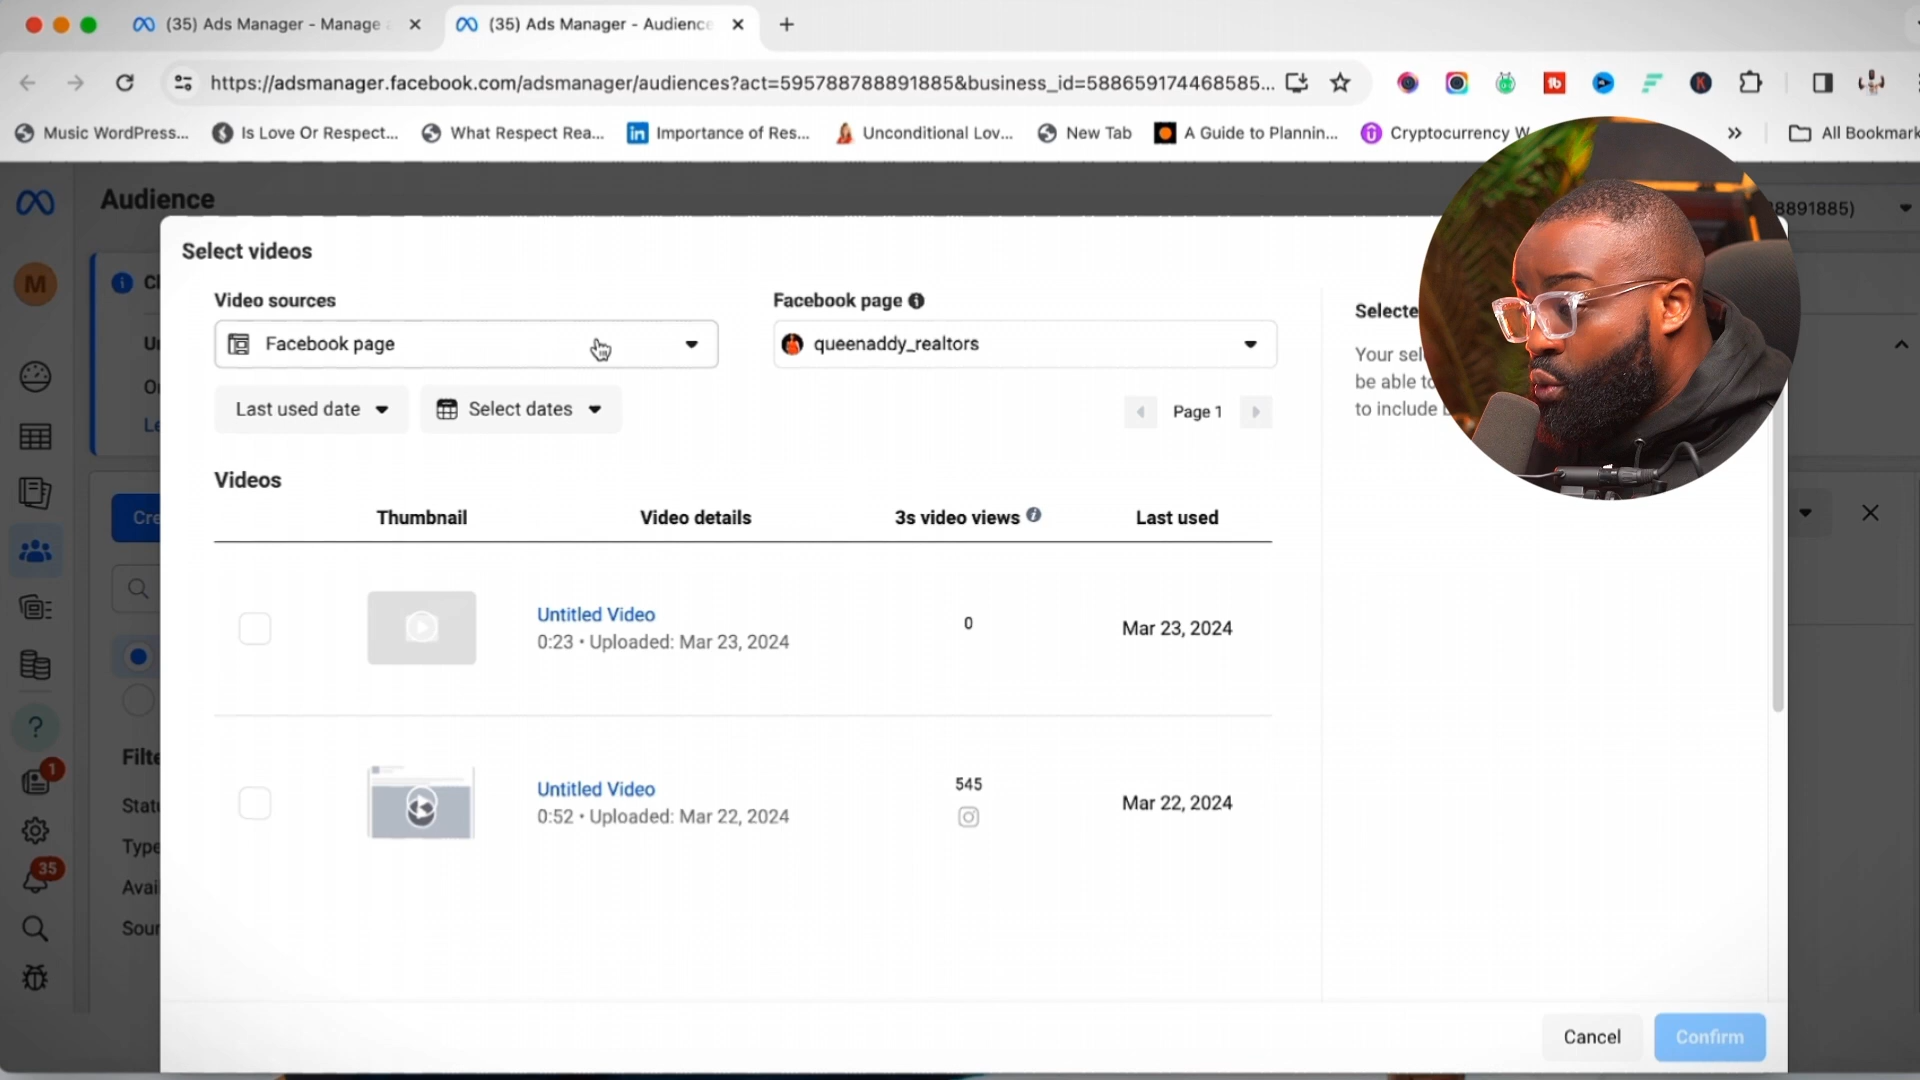 (35) Ads Manager - Manage
(35) Ads Manager - Audience
https://adsmanager.facebook.com/adsmanager/audiences?act=595788788891885&business_id=588659174468585...
Music WordPress...
Is Love Or Respect...
What Respect Rea...
Importance of Res...
Unconditional Lov...
New Tab
A Guide to Plannin...
Cryptocurrency W
All Bookmark
Audience
88891885)
Select videos
Video sources
Facebook page
Facebook page
queenaddy_realtors
Last used date
Select dates
Page 1
Selecte
Your sel
be able to
to include
Videos
Thumbnail
Video details
3s video views
Last used
Untitled Video
0:23 • Uploaded: Mar 23, 2024
0
Mar 23, 2024
Untitled Video
0:52 • Uploaded: Mar 22, 2024
545
Mar 22, 2024
Cancel
Confirm
M
Cre
Filte
Statu
Type
Avai
Sour
1
35